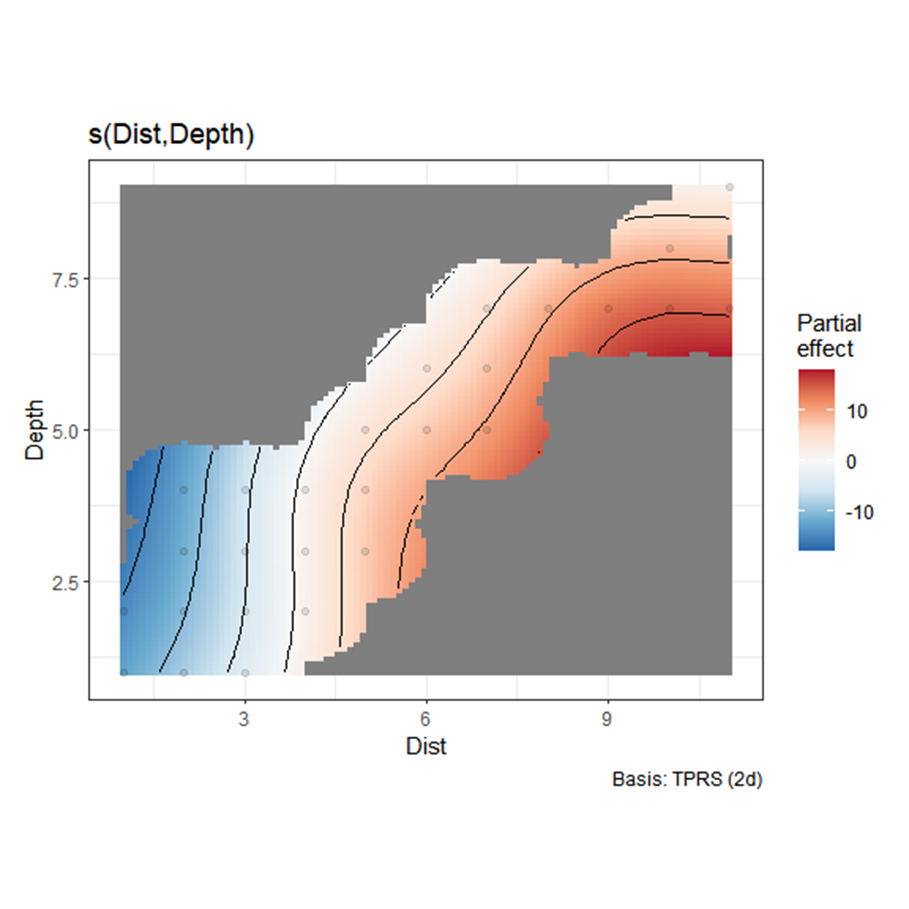 s(Dist,Depth)
7.5
5.0
2.5
Depth
3 6 9
Dist
Basis: TPRS (2d)
Partial
effect
10
0
-10